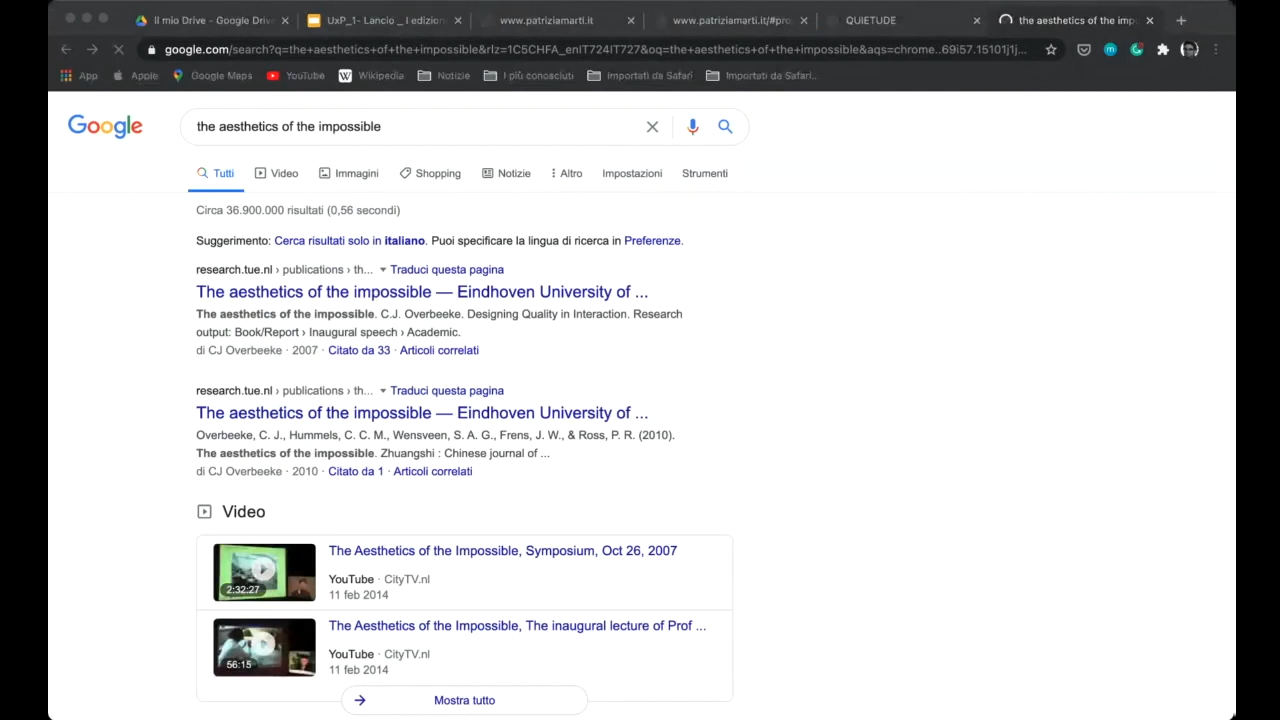 Il mio Drive - Google Drive
UxP_1- Lancio _ I edizion
www.patriziamarti.it
www.patriziamarti.it/#pro
QUIETUDE
the aesthetics of the imp
google.com/search?q=the+aesthetics+of+the+impossible&rlz=1C5CHFA_enIT724IT727&oq=the+aesthetics+of+the+impossible&aqs=chrome..69i57.15101j1j...
App
Apple
Google Maps
YouTube
Wikipedia
Notizie
I più conosciuti
Importati da Safari
Importati da Safari..
Google
the aesthetics of the impossible
Tutti
Video
Immagini
Shopping
Notizie
Altro
Impostazioni
Strumenti
Circa 36.900.000 risultati (0,56 secondi)
Suggerimento: Cerca risultati solo in italiano. Puoi specificare la lingua di ricerca in Preferenze.
research.tue.nl › publications › th... Traduci questa pagina
The aesthetics of the impossible — Eindhoven University of ...
The aesthetics of the impossible. C.J. Overbeeke. Designing Quality in Interaction. Research
output: Book/Report › Inaugural speech › Academic.
di CJ Overbeeke · 2007 · Citato da 33 · Articoli correlati
research.tue.nl › publications › th... Traduci questa pagina
The aesthetics of the impossible — Eindhoven University of ...
Overbeeke, C. J., Hummels, C. C. M., Wensveen, S. A. G., Frens, J. W., & Ross, P. R. (2010).
The aesthetics of the impossible. Zhuangshi : Chinese journal of ...
di CJ Overbeeke · 2010 · Citato da 1 · Articoli correlati
Video
2:32:27
The Aesthetics of the Impossible, Symposium, Oct 26, 2007
YouTube · CityTV.nl
11 feb 2014
56:15
The Aesthetics of the Impossible, The inaugural lecture of Prof ...
YouTube · CityTV.nl
11 feb 2014
Mostra tutto